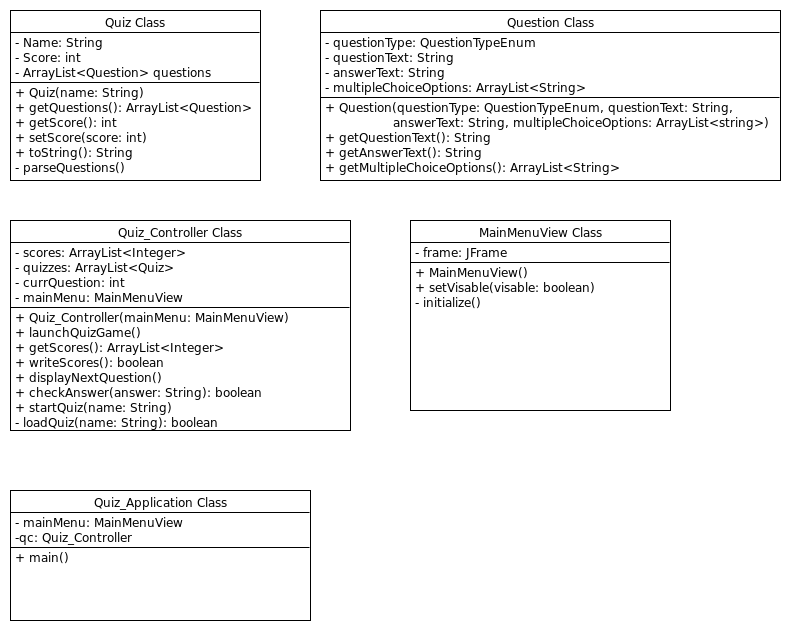 Quiz Class
- Name: String
- Score: int
- ArrayList<Question> questions
+ Quiz(name: String)
+ getQuestions(): ArrayList<Question>
+ getScore(): int
+ setScore(score: int)
+ toString(): String
- parseQuestions()
Question Class
- questionType: QuestionTypeEnum
- questionText: String
- answerText: String
- multipleChoiceOptions: ArrayList<String>
+ Question(questionType: QuestionTypeEnum, questionText: String,
answerText: String, multipleChoiceOptions: ArrayList<string>)
+ getQuestionText(): String
+ getAnswerText(): String
+ getMultipleChoiceOptions(): ArrayList<String>
Quiz_Controller Class
- scores: ArrayList<Integer>
- quizzes: ArrayList<Quiz>
- currQuestion: int
- mainMenu: MainMenuView
+ Quiz_Controller(mainMenu: MainMenuView)
+ launchQuizGame()
+ getScores(): ArrayList<Integer>
+ writeScores(): boolean
+ displayNextQuestion()
+ checkAnswer(answer: String): boolean
+ startQuiz(name: String)
- loadQuiz(name: String): boolean
MainMenuView Class
- frame: JFrame
+ MainMenuView()
+ setVisable(visable: boolean)
- initialize()
Quiz_Application Class
- mainMenu: MainMenuView
-qc: Quiz_Controller
+ main()